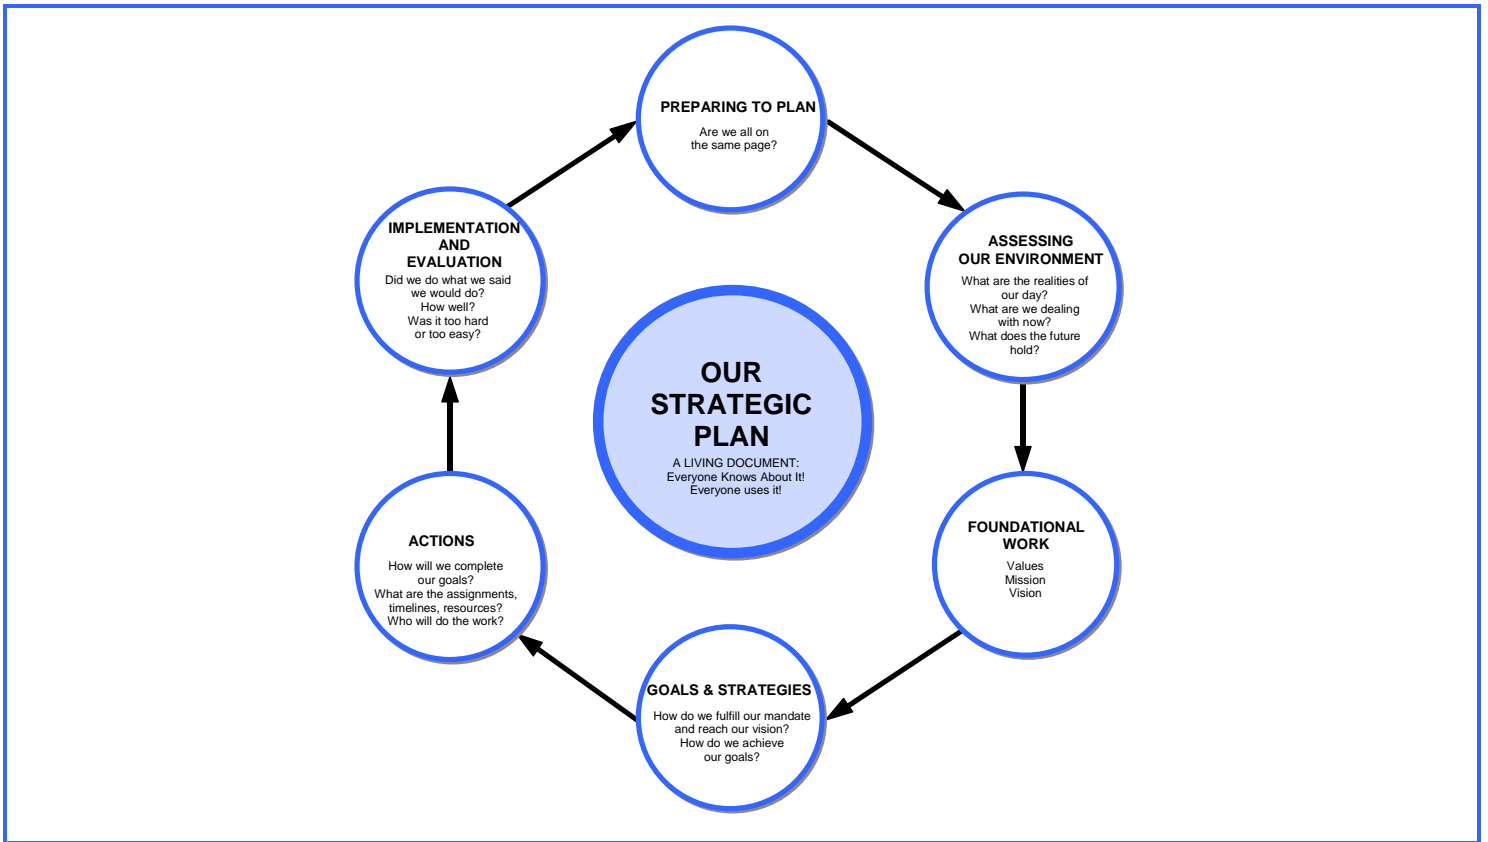 PREPARING TO PLAN
Are we all on
the same page?
ASSESSING
OUR ENVIRONMENT
What are the realities of
our day?
What are we dealing
with now?
What does the future
hold?
FOUNDATIONAL
WORK
Values
Mission
Vision
GOALS & STRATEGIES
How do we fulfill our mandate
and reach our vision?
How do we achieve
our goals?
ACTIONS
How will we complete
our goals?
What are the assignments,
timelines, resources?
Who will do the work?
IMPLEMENTATION
AND
EVALUATION
Did we do what we said
we would do?
How well?
Was it too hard
or too easy?
OUR
STRATEGIC
PLAN
A LIVING DOCUMENT:
Everyone Knows About It!
Everyone uses it!